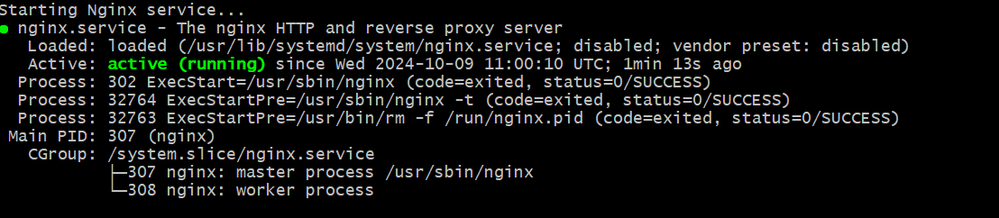 Starting Nginx service...
● nginx.service - The nginx HTTP and reverse proxy server
   Loaded: loaded (/usr/lib/systemd/system/nginx.service; disabled; vendor preset: disabled)
   Active: active (running) since Wed 2024-10-09 11:00:10 UTC; 1min 13s ago
  Process: 302 ExecStart=/usr/sbin/nginx (code=exited, status=0/SUCCESS)
  Process: 32764 ExecStartPre=/usr/sbin/nginx -t (code=exited, status=0/SUCCESS)
  Process: 32763 ExecStartPre=/usr/bin/rm -f /run/nginx.pid (code=exited, status=0/SUCCESS)
 Main PID: 307 (nginx)
   CGroup: /system.slice/nginx.service
           ├─307 nginx: master process /usr/sbin/nginx
           └─308 nginx: worker process